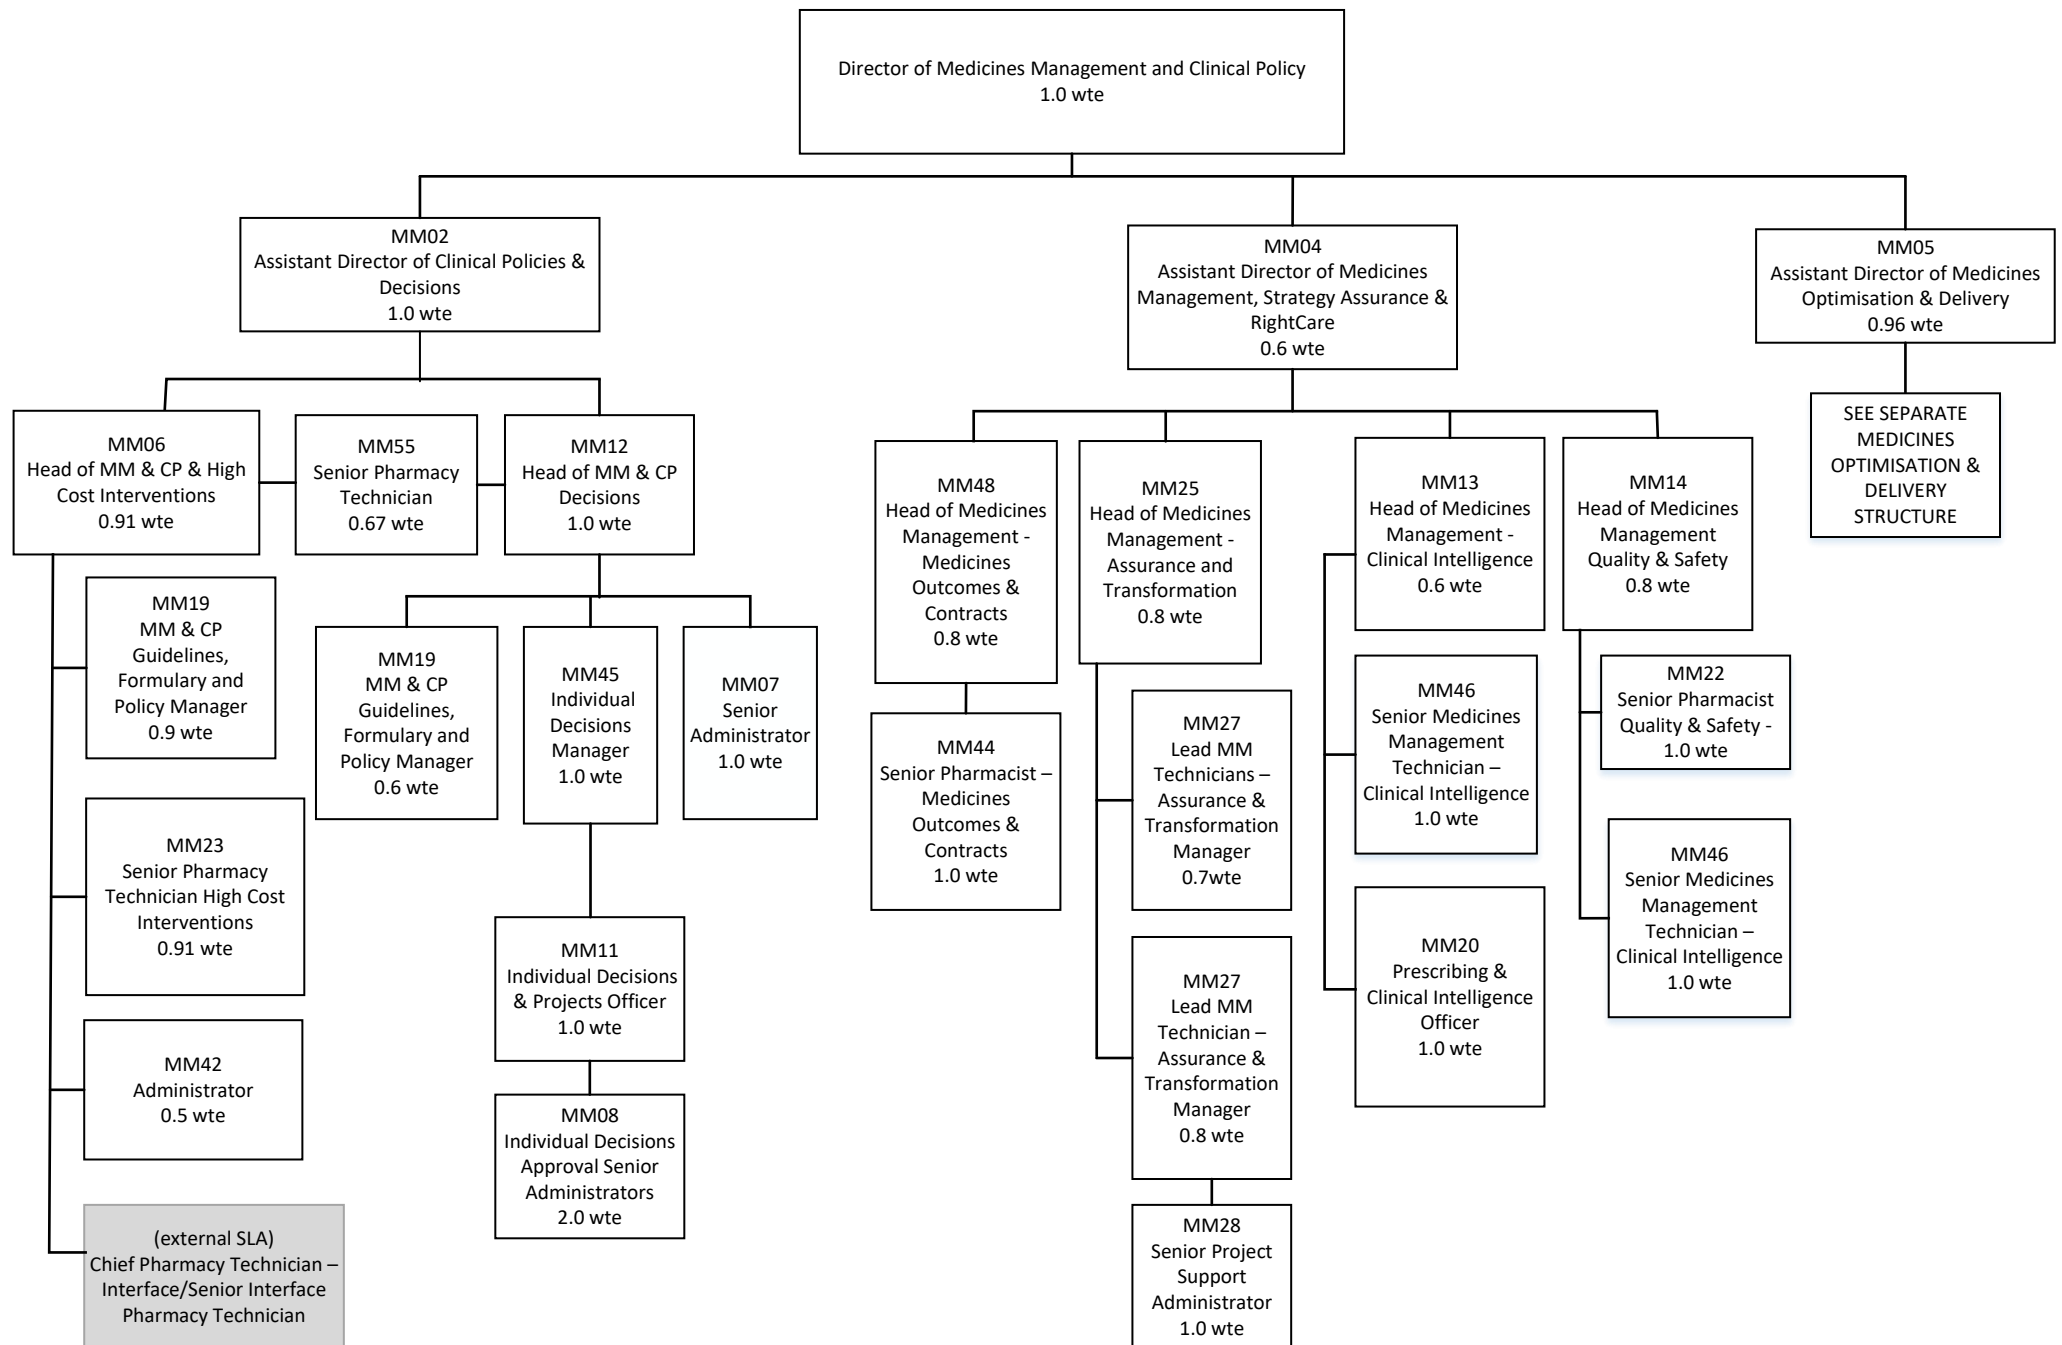 Director of Medicines Management and Clinical Policy
1.0 wte
MM02
Assistant Director of Clinical Policies &
Decisions
1.0 wte
MM04
Assistant Director of Medicines
Management, Strategy Assurance &
RightCare
0.6 wte
MM05
Assistant Director of Medicines
Optimisation & Delivery
0.96 wte
MM06
Head of MM & CP & High
Cost Interventions
0.91 wte
MM55
Senior Pharmacy
Technician
0.67 wte
MM12
Head of MM & CP
Decisions
1.0 wte
MM48
Head of Medicines
Management -
Medicines
Outcomes &
Contracts
0.8 wte
MM25
Head of Medicines
Management -
Assurance and
Transformation
0.8 wte
MM13
Head of Medicines
Management -
Clinical Intelligence
0.6 wte
MM14
Head of Medicines
Management
Quality & Safety
0.8 wte
SEE SEPARATE
MEDICINES
OPTIMISATION &
DELIVERY
STRUCTURE
MM19
MM & CP
Guidelines,
Formulary and
Policy Manager
0.9 wte
MM19
MM & CP
Guidelines,
Formulary and
Policy Manager
0.6 wte
MM45
Individual
Decisions
Manager
1.0 wte
MM07
Senior
Administrator
1.0 wte
MM44
Senior Pharmacist –
Medicines
Outcomes &
Contracts
1.0 wte
MM27
Lead MM
Technicians –
Assurance &
Transformation
Manager
0.7wte
MM46
Senior Medicines
Management
Technician –
Clinical Intelligence
1.0 wte
MM22
Senior Pharmacist
Quality & Safety -
1.0 wte
MM23
Senior Pharmacy
Technician High Cost
Interventions
0.91 wte
MM11
Individual Decisions
& Projects Officer
1.0 wte
MM27
Lead MM
Technician –
Assurance &
Transformation
Manager
0.8 wte
MM20
Prescribing &
Clinical Intelligence
Officer
1.0 wte
MM46
Senior Medicines
Management
Technician –
Clinical Intelligence
1.0 wte
MM42
Administrator
0.5 wte
MM08
Individual Decisions
Approval Senior
Administrators
2.0 wte
(external SLA)
Chief Pharmacy Technician –
Interface/Senior Interface
Pharmacy Technician
MM28
Senior Project
Support
Administrator
1.0 wte